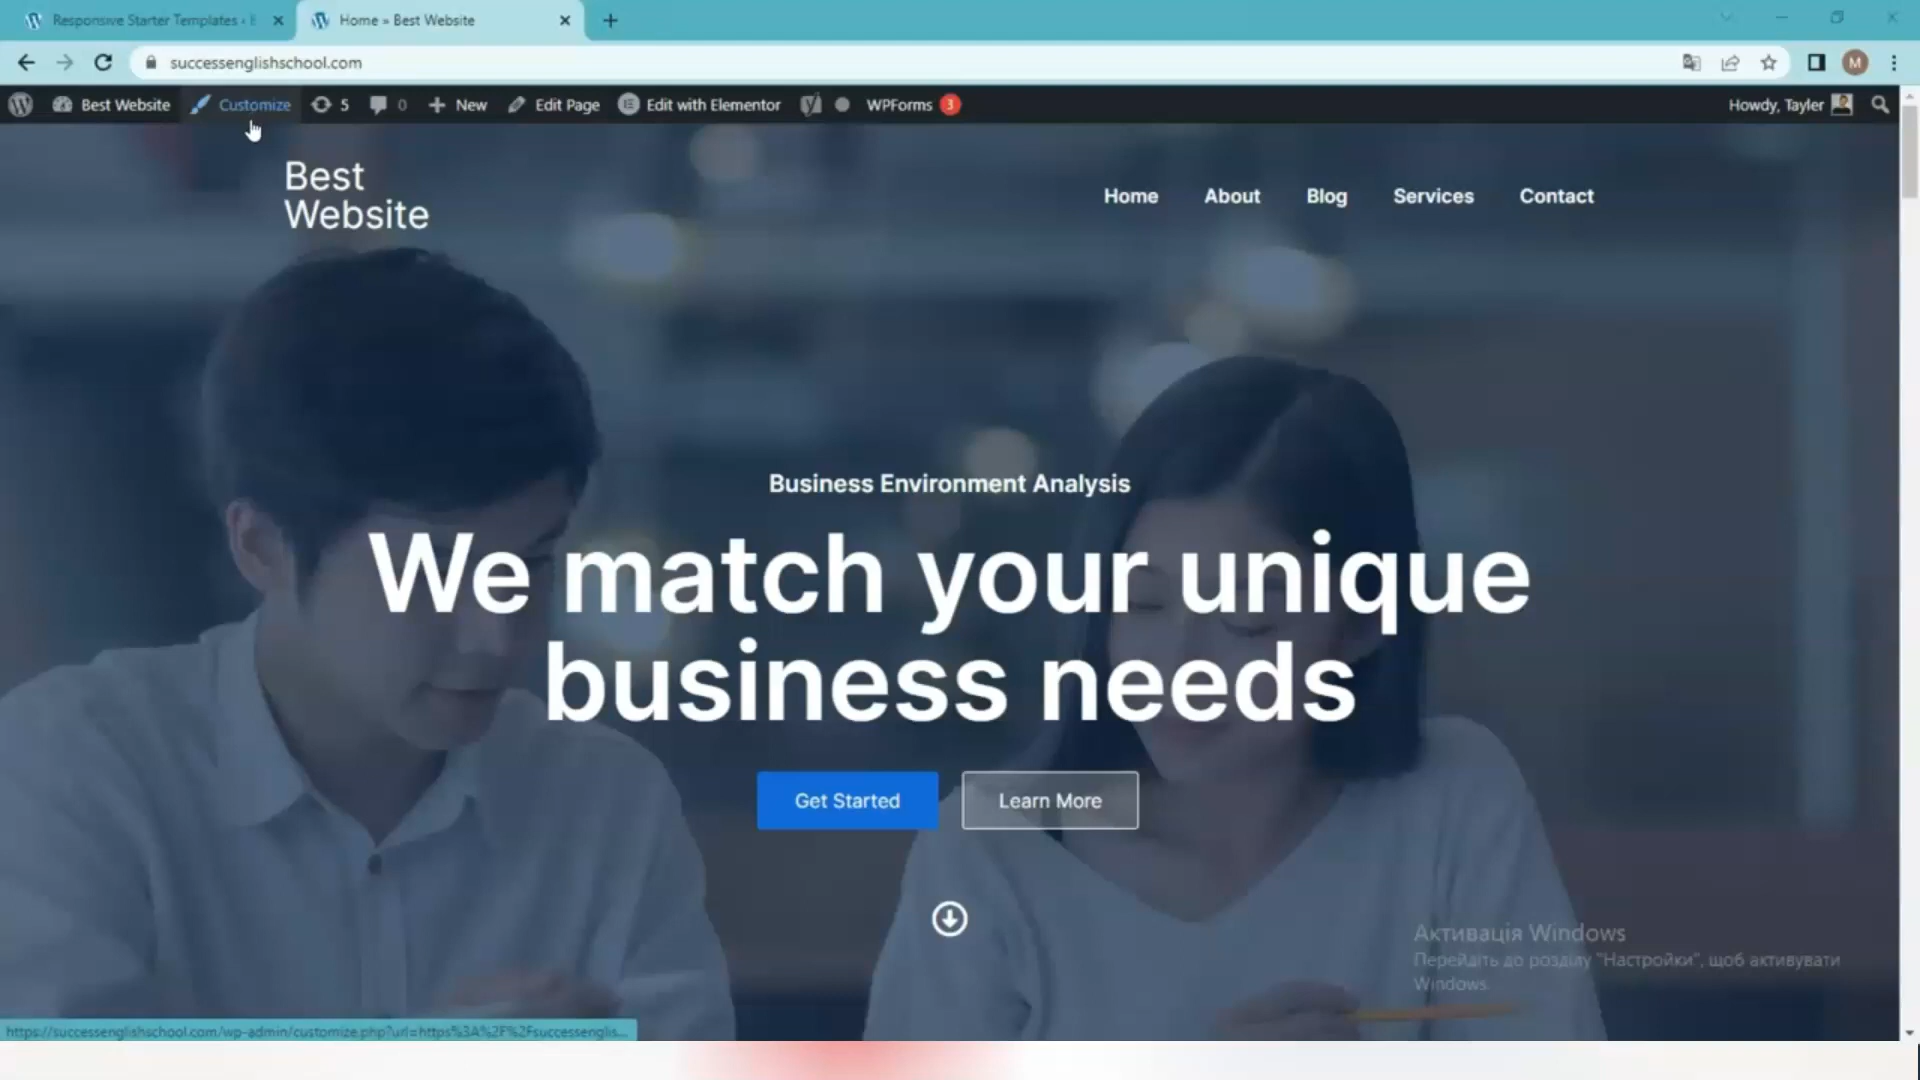 Responsive Starter Templates ‹ B
Home » Best Website
successenglishschool.com
Best Website
Customize
5
0
New
Edit Page
Edit with Elementor
WPForms
3
Howdy, Tayler
M
Best
Website
Home
About
Blog
Services
Contact
Business Environment Analysis
We match your unique
business needs
Get Started
Learn More
Активація Windows
Перейдіть до розділу "Настройки", щоб активувати
Windows.
https://successenglishschool.com/wp-admin/customize.php?url=https%3A%2F%2Fsuccessenglis...